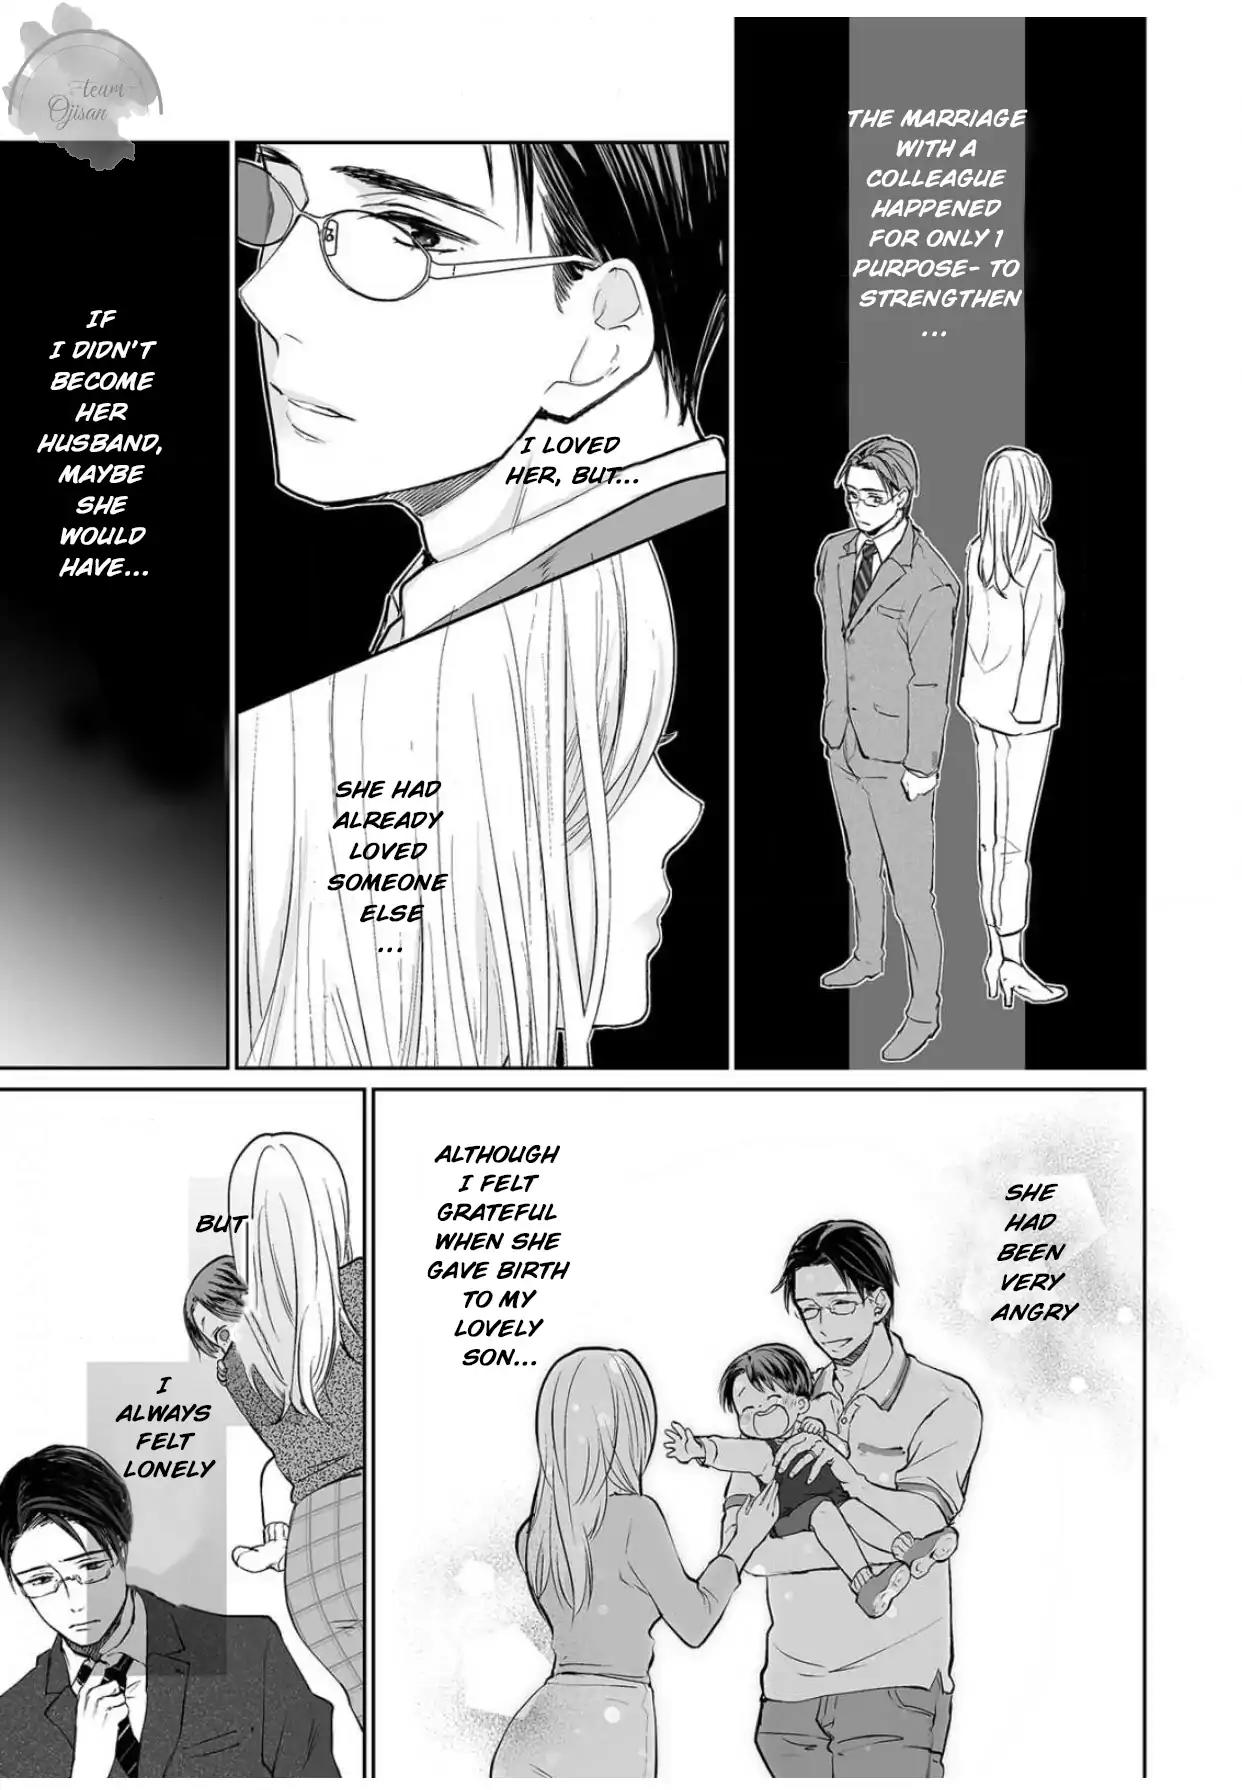 -team-
Ojisan
THE MARRIAGE
WITH A
COLLEAGUE
HAPPENED
FOR ONLY 1
PURPOSE- TO
STRENGTHEN
...
I LOVED
HER, BUT...
SHE HAD
ALREADY
LOVED
SOMEONE
ELSE
...
IF
I DIDN'T
BECOME
HER
HUSBAND,
MAYBE
SHE
WOULD
HAVE...
SHE
HAD
BEEN
VERY
ANGRY
ALTHOUGH
I FELT
GRATEFUL
WHEN SHE
GAVE BIRTH
TO MY
LOVELY
SON...
BUT
I
ALWAYS
FELT
LONELY